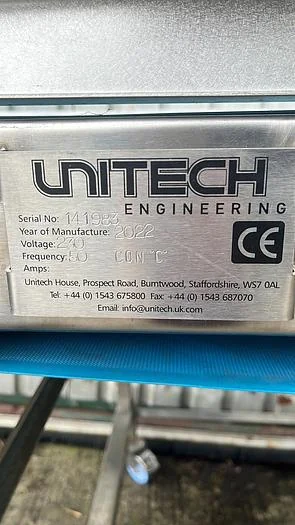 UNITECH
ENGINEERING
Serial No: 141983
Year of Manufacture: 2022
Voltage: 230
Frequency: 50 CON "C"
Amps:
CE
Unitech House, Prospect Road, Burntwood, Staffordshire, WS7 0AL
Tel: +44 (0) 1543 675800 Fax: +44 (0) 1543 687070
Email: info@unitech.uk.com